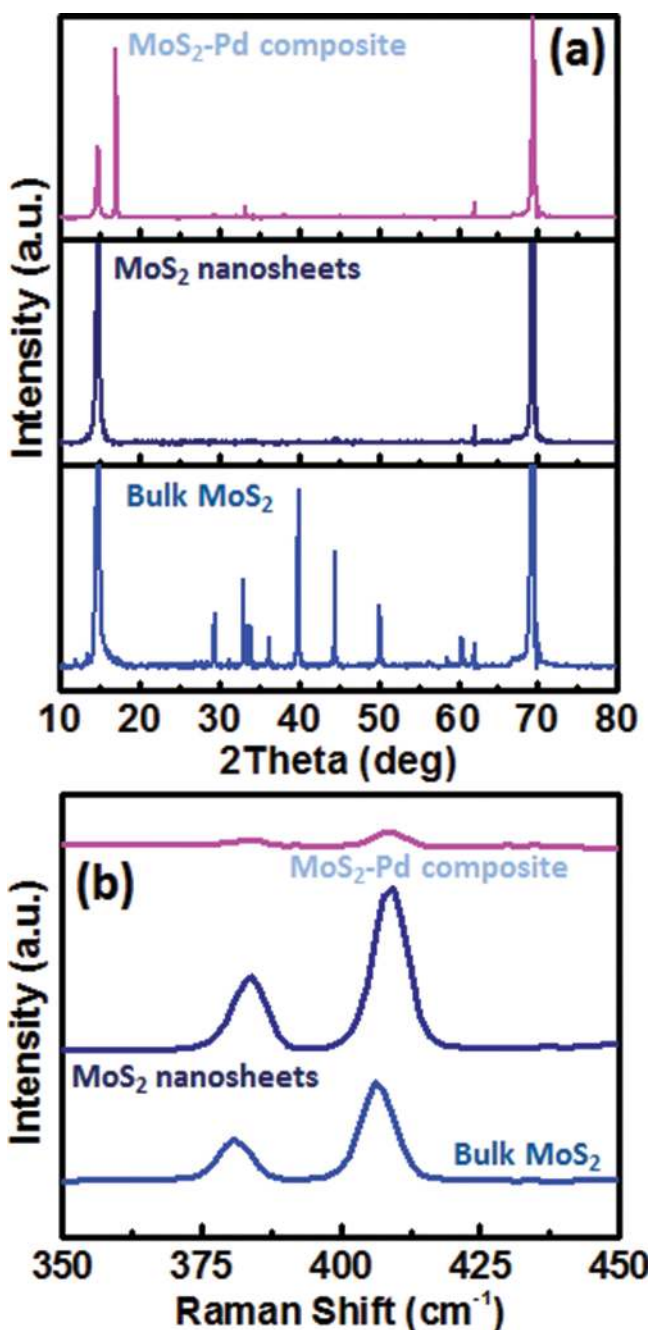 MoS₂-Pd composite
(a)
MoS₂ nanosheets
Bulk MoS₂
Intensity (a.u.)
10 20 30 40 50 60 70 80
2Theta (deg)
MoS₂-Pd composite
(b)
MoS₂ nanosheets
Bulk MoS₂
Intensity (a.u.)
350 375 400 425 450
Raman Shift (cm⁻¹)